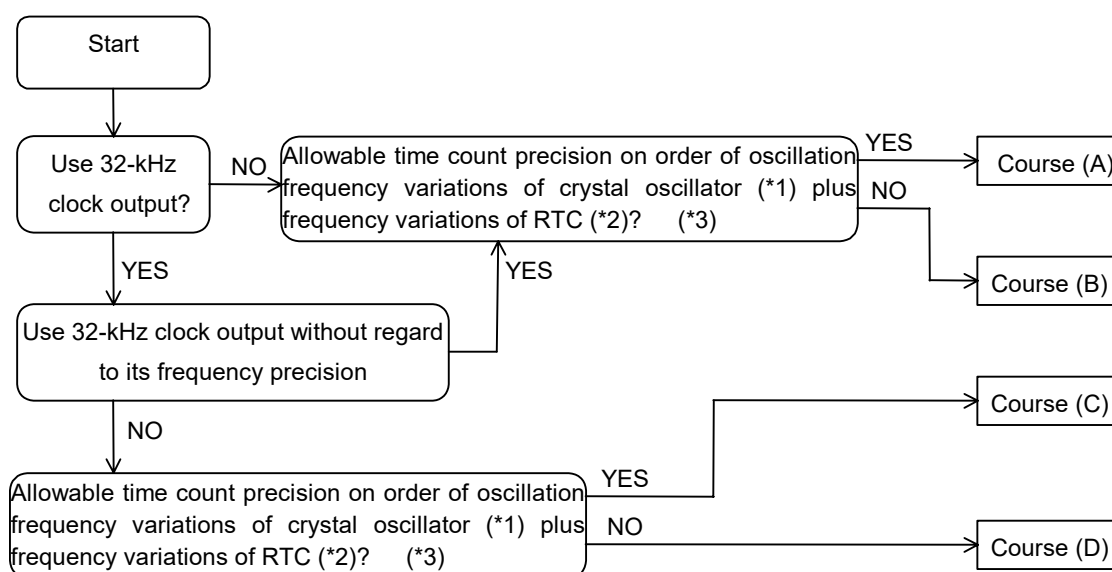 Start
Use 32-kHz
clock output?
NO
Allowable time count precision on order of oscillation
frequency variations of crystal oscillator (*1) plus
frequency variations of RTC (*2)? (*3)
YES
Course (A)
NO
Course (B)
YES
YES
Use 32-kHz clock output without regard
to its frequency precision
NO
Course (C)
Allowable time count precision on order of oscillation
frequency variations of crystal oscillator (*1) plus
frequency variations of RTC (*2)? (*3)
YES
NO
Course (D)